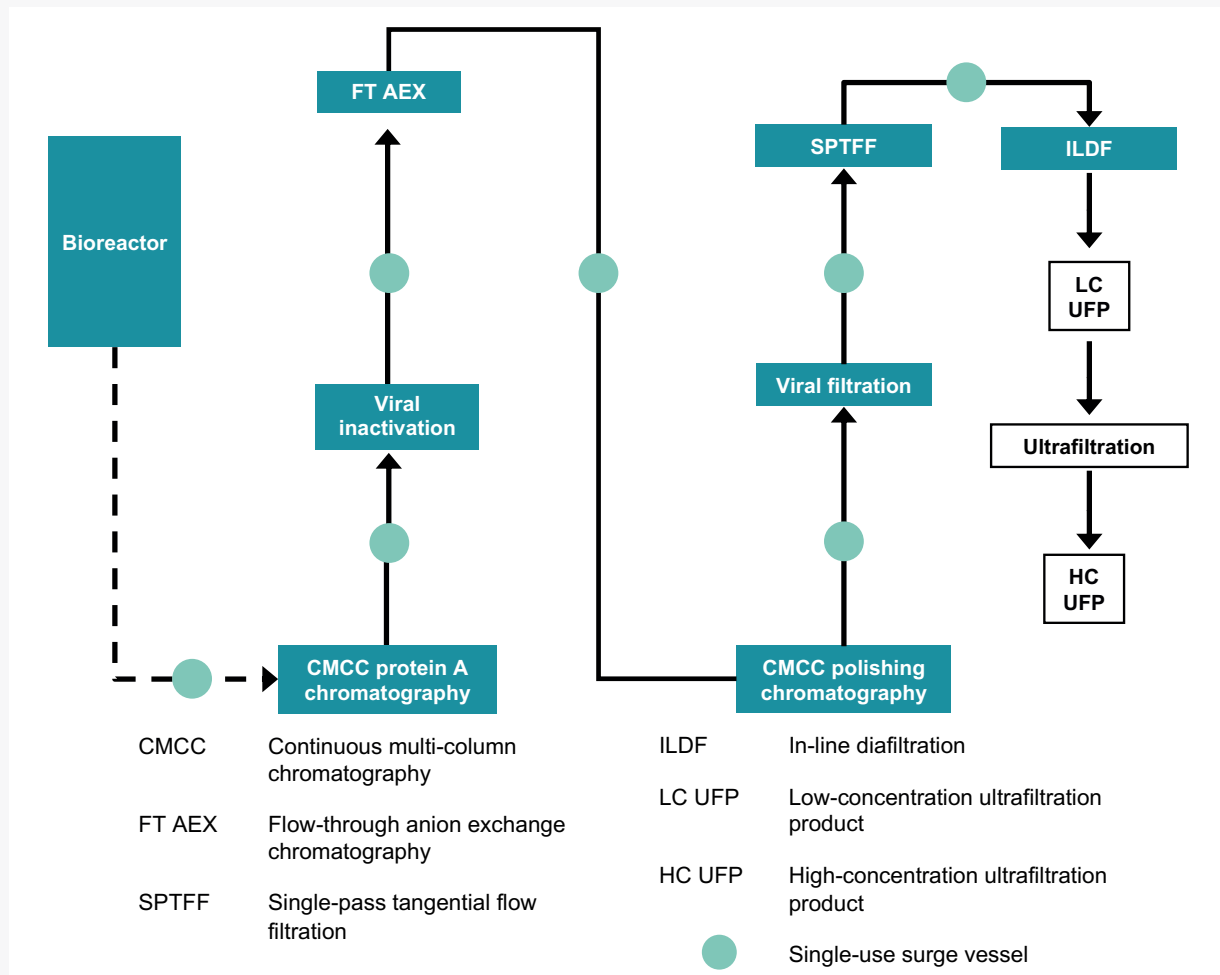 FT AEX
Bioreactor
Viral
inactivation
CMCC protein A
chromatography
SPTFF
ILDF
Viral filtration
CMCC polishing
chromatography
LC
UFP
Ultrafiltration
HC
UFP
CMCC Continuous multi-column
chromatography
FT AEX Flow-through anion exchange
chromatography
SPTFF Single-pass tangential flow
filtration
ILDF In-line diafiltration
LC UFP Low-concentration ultrafiltration
product
HC UFP High-concentration ultrafiltration
product
Single-use surge vessel